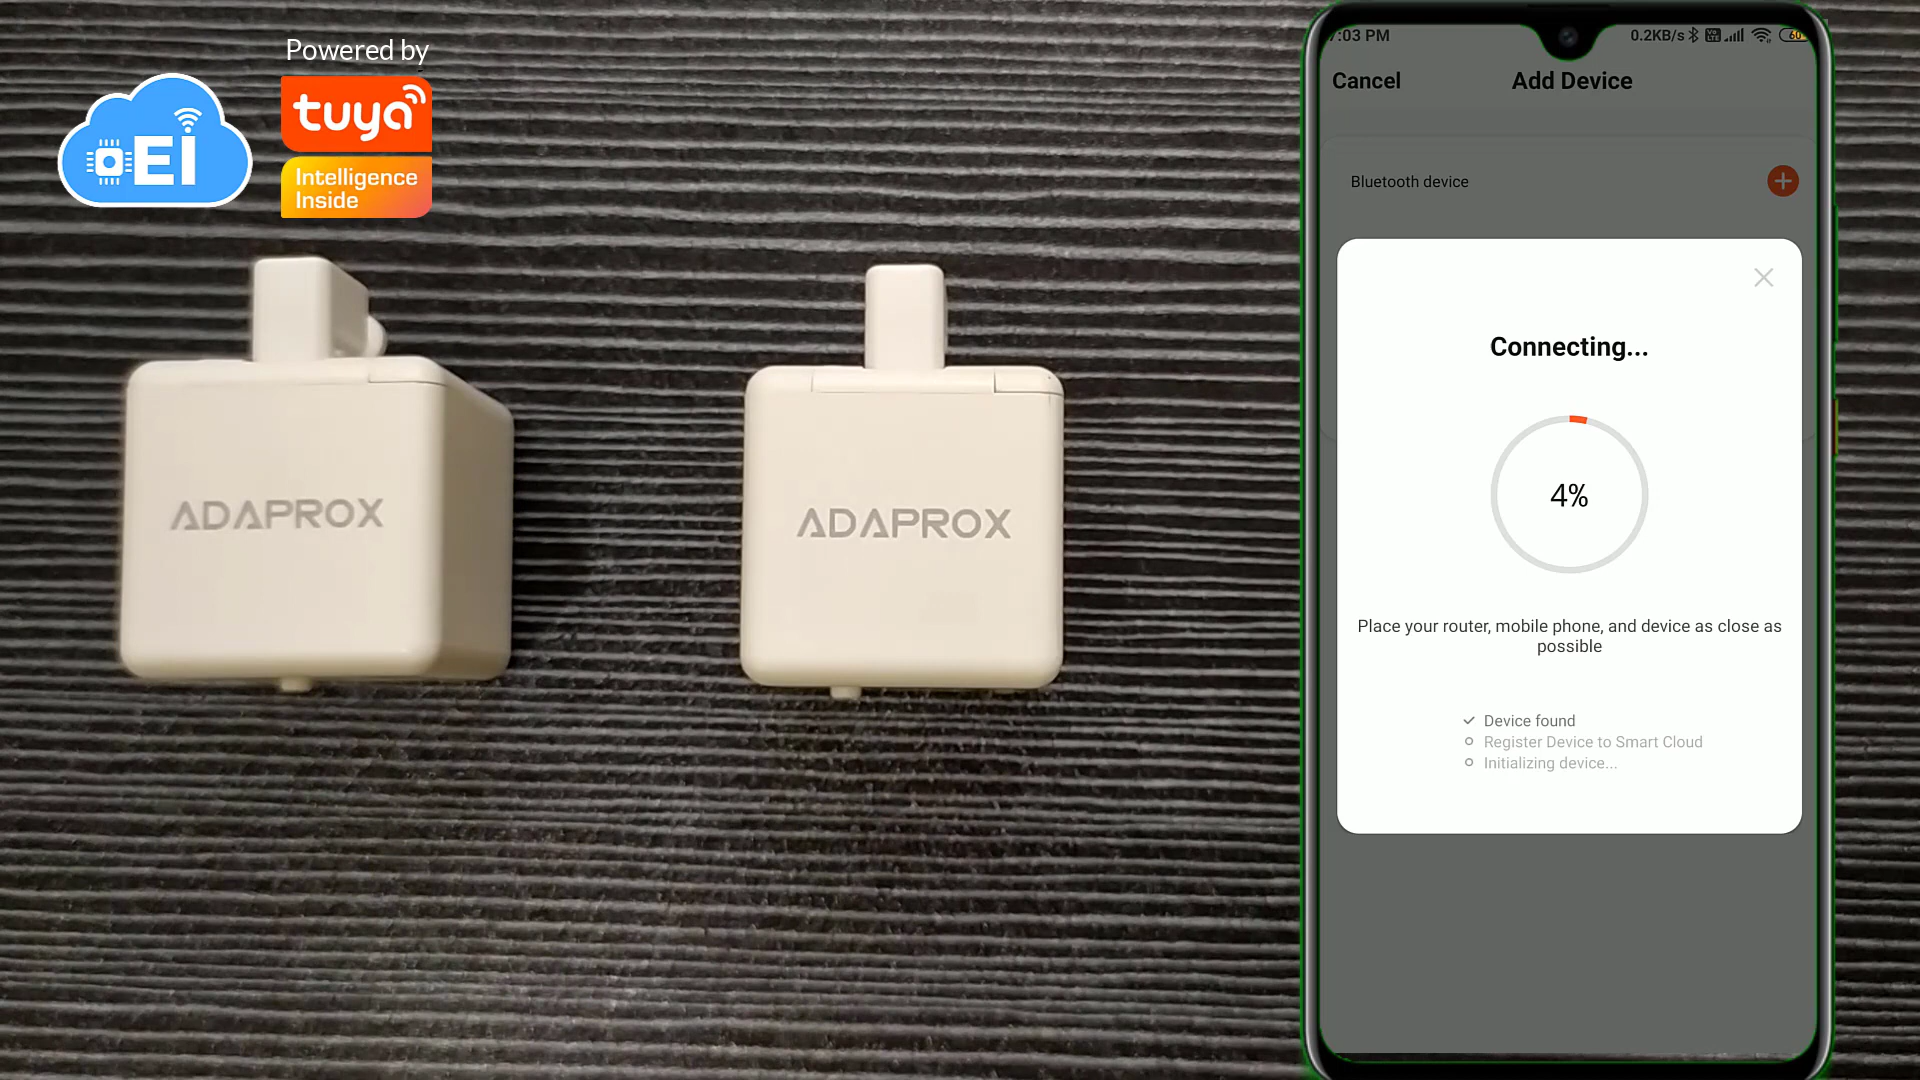 Powered by
tuya
Intelligence
Inside
EI
ADAPROX
ADAPROX
:03 PM
0.2KB/s
60
Cancel
Add Device
Bluetooth device
Connecting...
4%
Place your router, mobile phone, and device as close as
possible
Device found
Register Device to Smart Cloud
Initializing device...